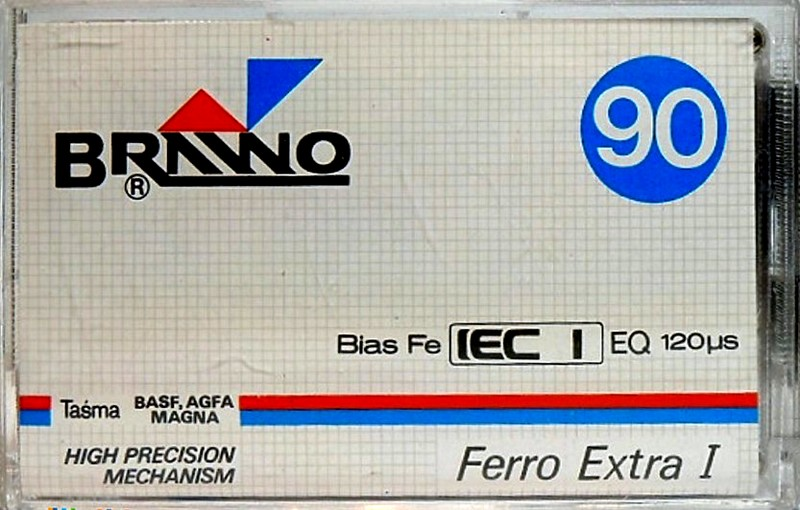 BRAWO
®
90
Bias Fe IEC I EQ 120µs
Taśma BASF, AGFA
MAGNA
HIGH PRECISION
MECHANISM
Ferro Extra I